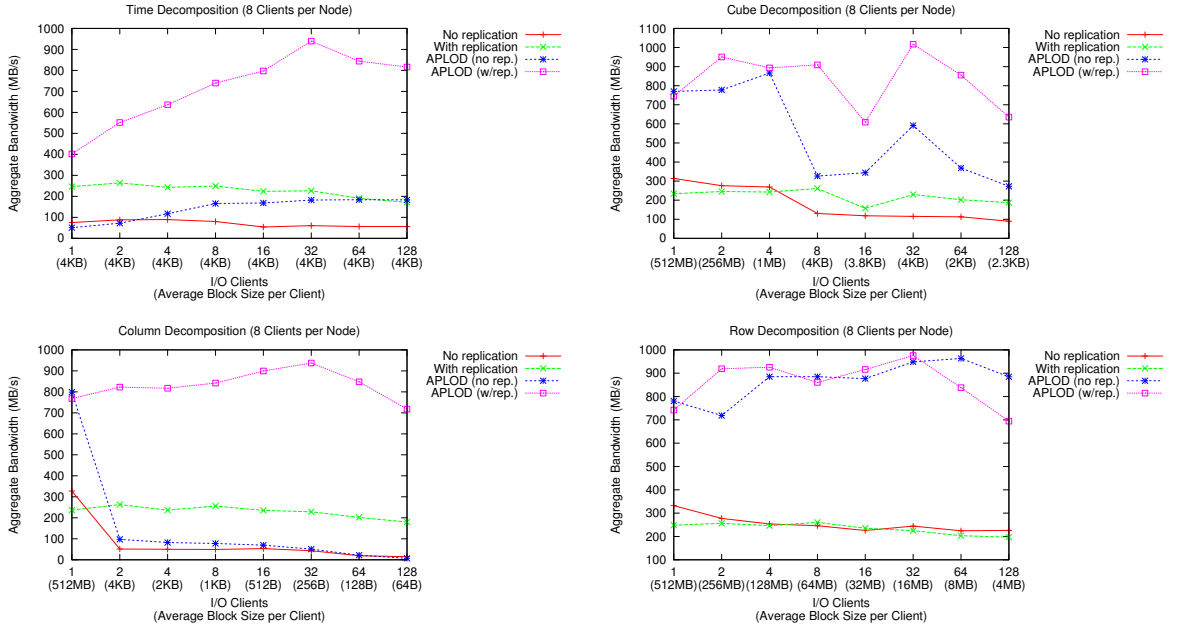 Time Decomposition (8 Clients per Node)
Aggregate Bandwidth (MB/s)
1000
900
800
700
600
500
400
300
200
100
0
1 2 4 8 16 32 64 128
(4KB) (4KB) (4KB) (4KB) (4KB) (4KB) (4KB) (4KB)
I/O Clients
(Average Block Size per Client)
No replication
With replication
APLOD (no rep.)
APLOD (w/rep.)
Cube Decomposition (8 Clients per Node)
Aggregate Bandwidth (MB/s)
1100
1000
900
800
700
600
500
400
300
200
100
0
1 2 4 8 16 32 64 128
(512MB) (256MB) (1MB) (4KB) (3.8KB) (4KB) (2KB) (2.3KB)
I/O Clients
(Average Block Size per Client)
No replication
With replication
APLOD (no rep.)
APLOD (w/rep.)
Column Decomposition (8 Clients per Node)
Aggregate Bandwidth (MB/s)
1000
900
800
700
600
500
400
300
200
100
0
1 2 4 8 16 32 64 128
(512MB) (4KB) (2KB) (1KB) (512B) (256B) (128B) (64B)
I/O Clients
(Average Block Size per Client)
No replication
With replication
APLOD (no rep.)
APLOD (w/rep.)
Row Decomposition (8 Clients per Node)
Aggregate Bandwidth (MB/s)
1000
900
800
700
600
500
400
300
200
100
1 2 4 8 16 32 64 128
(512MB) (256MB) (128MB) (64MB) (32MB) (16MB) (8MB) (4MB)
I/O Clients
(Average Block Size per Client)
No replication
With replication
APLOD (no rep.)
APLOD (w/rep.)